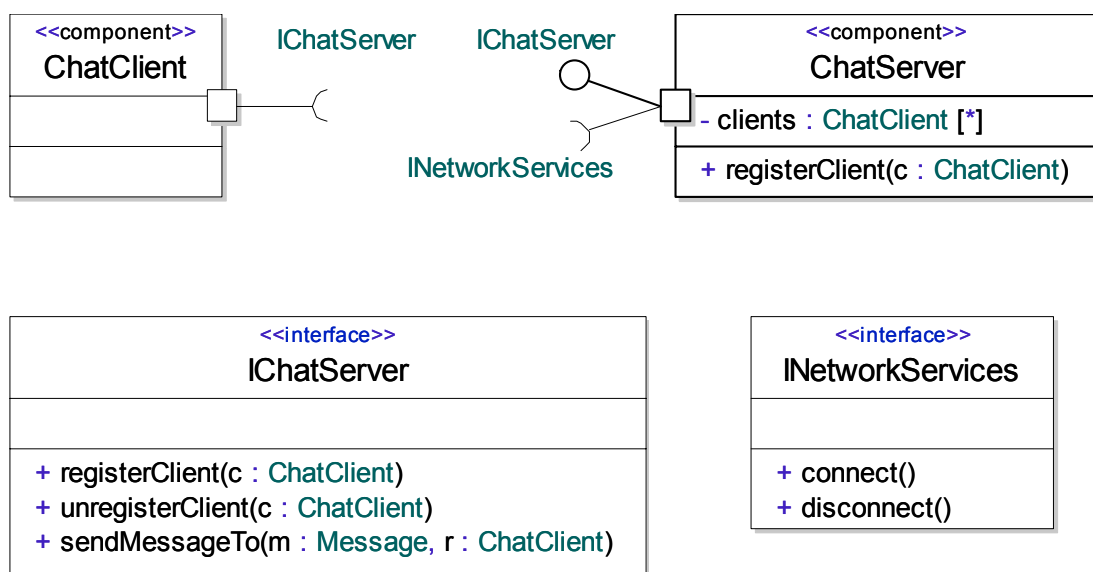 <<component>>
ChatClient
IChatServer
IChatServer
INetworkServices
<<component>>
ChatServer
- clients : ChatClient [*]
+ registerClient(c : ChatClient)
<<interface>>
IChatServer
+ registerClient(c : ChatClient)
+ unregisterClient(c : ChatClient)
+ sendMessageTo(m : Message, r : ChatClient)
<<interface>>
INetworkServices
+ connect()
+ disconnect()